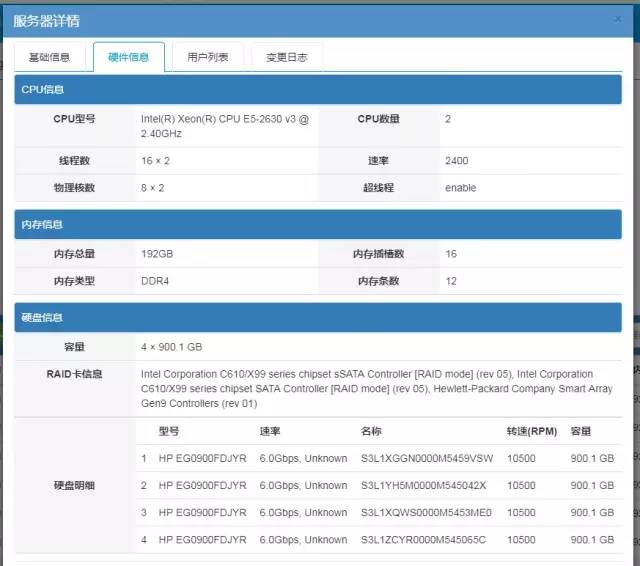 服务器详情
×
基础信息 硬件信息 用户列表 变更日志
CPU信息
CPU型号 Intel(R) Xeon(R) CPU E5-2630 v3 @ 2.40GHz CPU数量 2
线程数 16 × 2 速率 2400
物理核数 8 × 2 超线程 enable
内存信息
内存总量 192GB 内存插槽数 16
内存类型 DDR4 内存条数 12
硬盘信息
容量 4 × 900.1 GB
RAID卡信息 Intel Corporation C610/X99 series chipset sSATA Controller [RAID mode] (rev 05), Intel Corporation
C610/X99 series chipset SATA Controller [RAID mode] (rev 05), Hewlett-Packard Company Smart Array
Gen9 Controllers (rev 01)
硬盘明细
型号 速率 名称 转速(RPM) 容量
1 HP EG0900FDJYR 6.0Gbps, Unknown S3L1XGGN0000M5459VSW 10500 900.1 GB
2 HP EG0900FDJYR 6.0Gbps, Unknown S3L1YH5M0000M545042X 10500 900.1 GB
3 HP EG0900FDJYR 6.0Gbps, Unknown S3L1XQWS0000M5453ME0 10500 900.1 GB
4 HP EG0900FDJYR 6.0Gbps, Unknown S3L1ZCYR0000M545065C 10500 900.1 GB